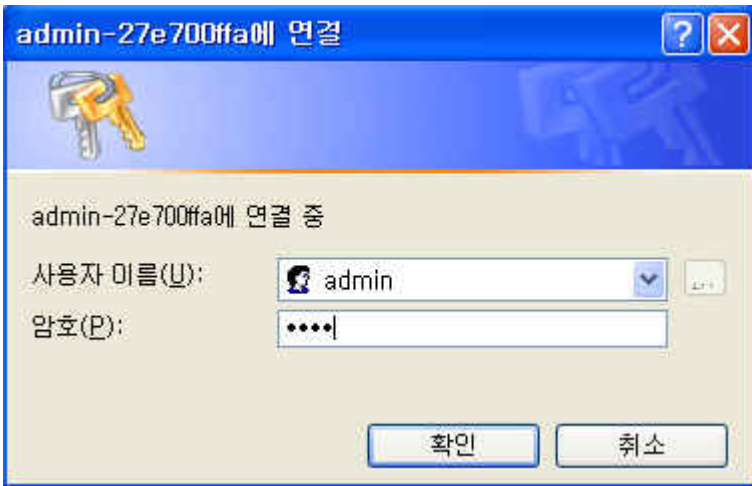 admin-27e700ffa에 연결
admin-27e700ffa에 연결 중
사용자 이름(U): admin
암호(P): ••••
확인 취소